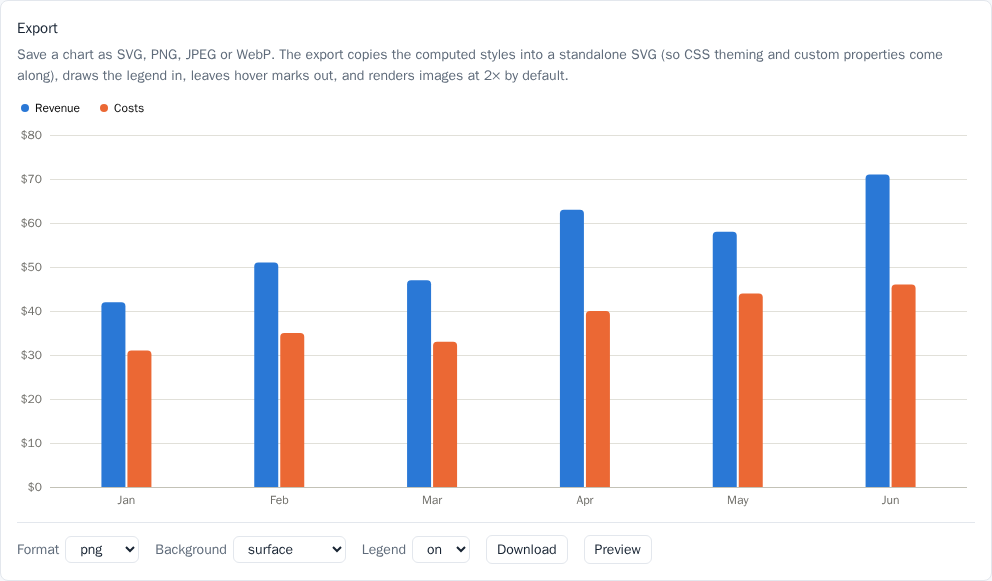 Export
Save a chart as SVG, PNG, JPEG or WebP. The export copies the computed styles into a standalone SVG (so CSS theming and custom properties come
along), draws the legend in, leaves hover marks out, and renders images at 2× by default.
Revenue Costs
$80
$70
$60
$50
$40
$30
$20
$10
$0
Jan Feb Mar Apr May Jun
Format png Background surface Legend on Download Preview